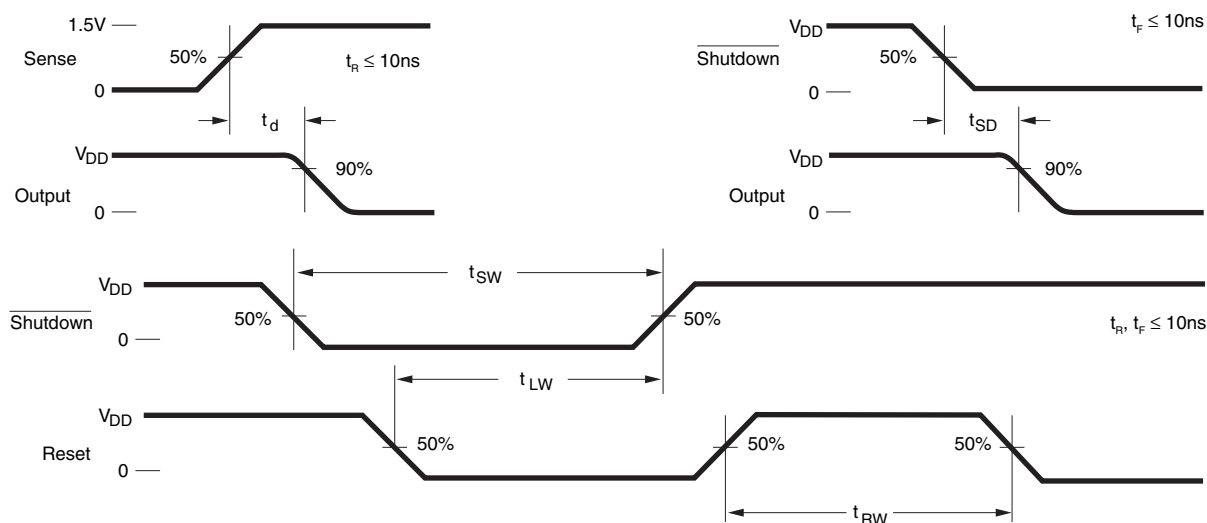 1.5V
Sense
50%
t_R ≤ 10ns
0
t_d
V_DD
90%
Output
0
V_DD
t_F ≤ 10ns
Shutdown
50%
0
t_SD
V_DD
90%
Output
0
t_SW
V_DD
50%
50%
Shutdown
t_R, t_F ≤ 10ns
0
t_LW
V_DD
50%
50%
50%
Reset
0
t_RW